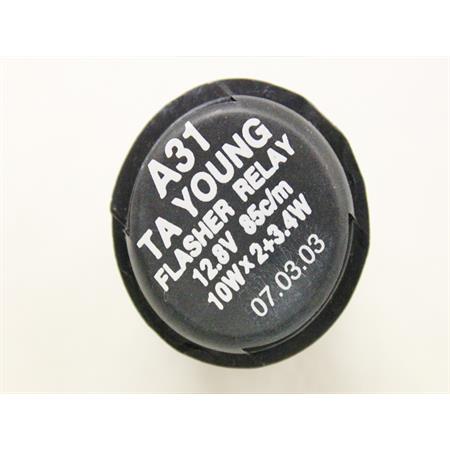 A31
TA YOUNG
FLASHER RELAY
12.8V 85c/m
10W×2+3.4W
07.03.03